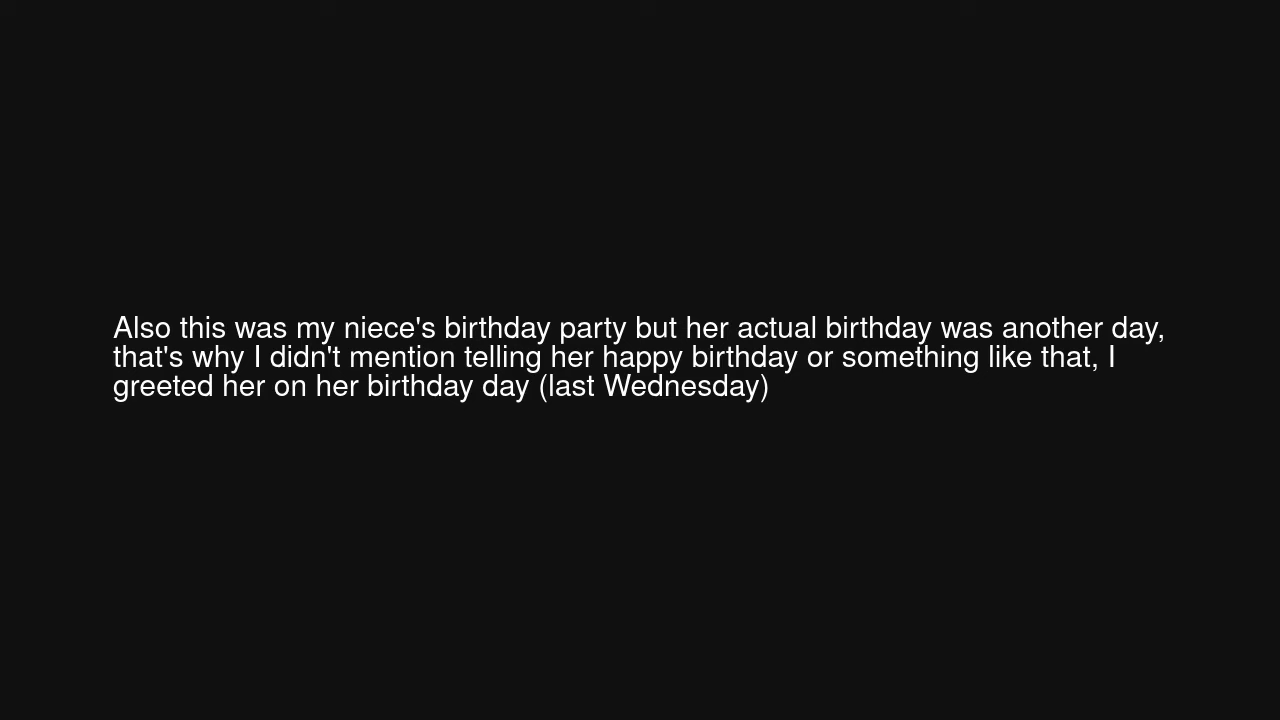 Also this was my niece's birthday party but her actual birthday was another day,
that's why I didn't mention telling her happy birthday or something like that, I
greeted her on her birthday day (last Wednesday)